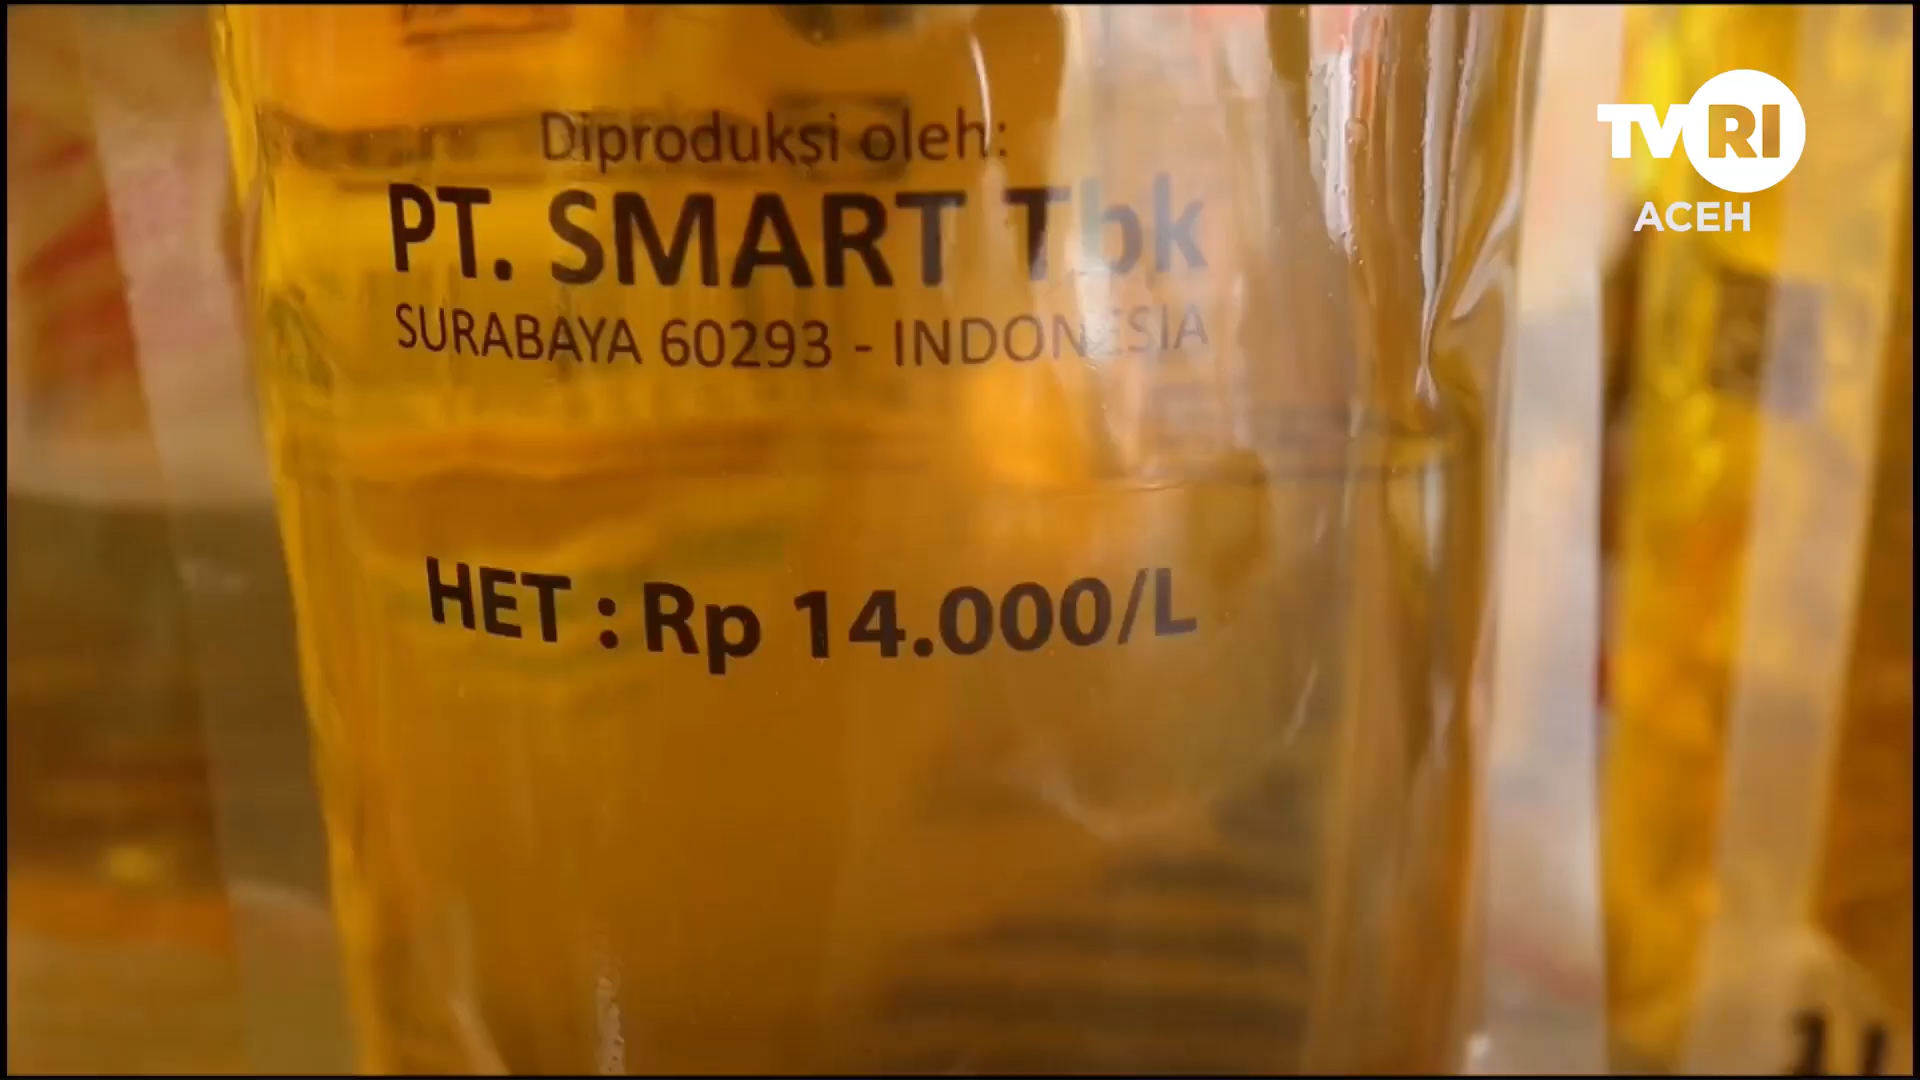 TVRI
ACEH
Diproduksi oleh:
PT. SMART Tbk
SURABAYA 60293 - INDONESIA
HET : Rp 14.000/L